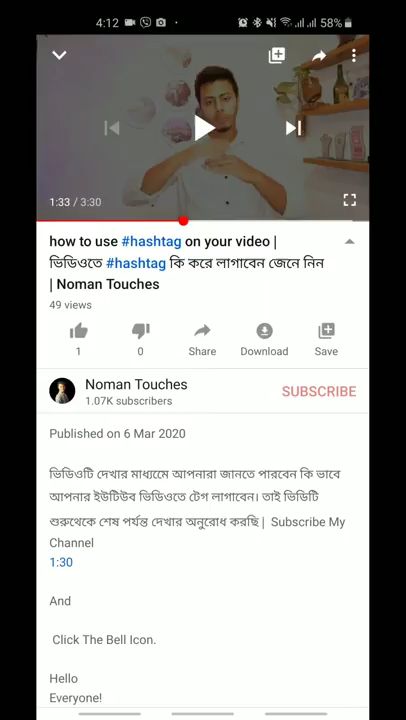 4:12
58%
1:33 / 3:30
how to use #hashtag on your video |
ভিডিওতে #hashtag কি করে লাগাবেন জেনে নিন
| Noman Touches
49 views
1
0
Share
Download
Save
Noman Touches
1.07K subscribers
SUBSCRIBE
Published on 6 Mar 2020
ভিডিওটি দেখার মাধ্যমে আপনারা জানতে পারবেন কি ভাবে
আপনার ইউটিউব ভিডিওতে টেগ লাগাবেন। তাই ভিডিটি
শুরুথেকে শেষ পর্যন্ত দেখার অনুরোধ করছি | Subscribe My
Channel
1:30
And
Click The Bell Icon.
Hello
Everyone!